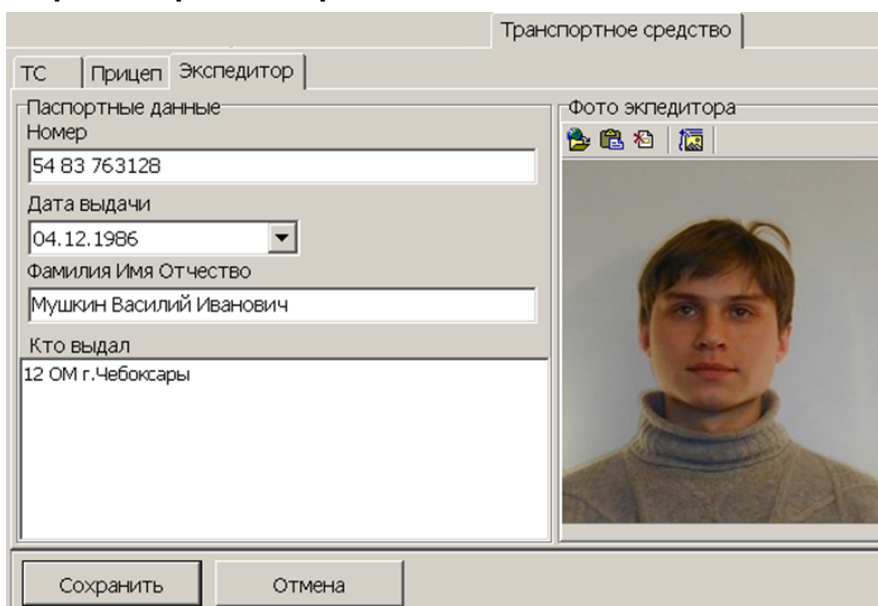 Транспортное средство
ТС Прицеп Экспедитор
Паспортные данные
Номер
54 83 763128
Дата выдачи
04.12.1986
Фамилия Имя Отчество
Мушкин Василий Иванович
Кто выдал
12 ОМ г.Чебоксары
Фото экпедитора
Сохранить Отмена